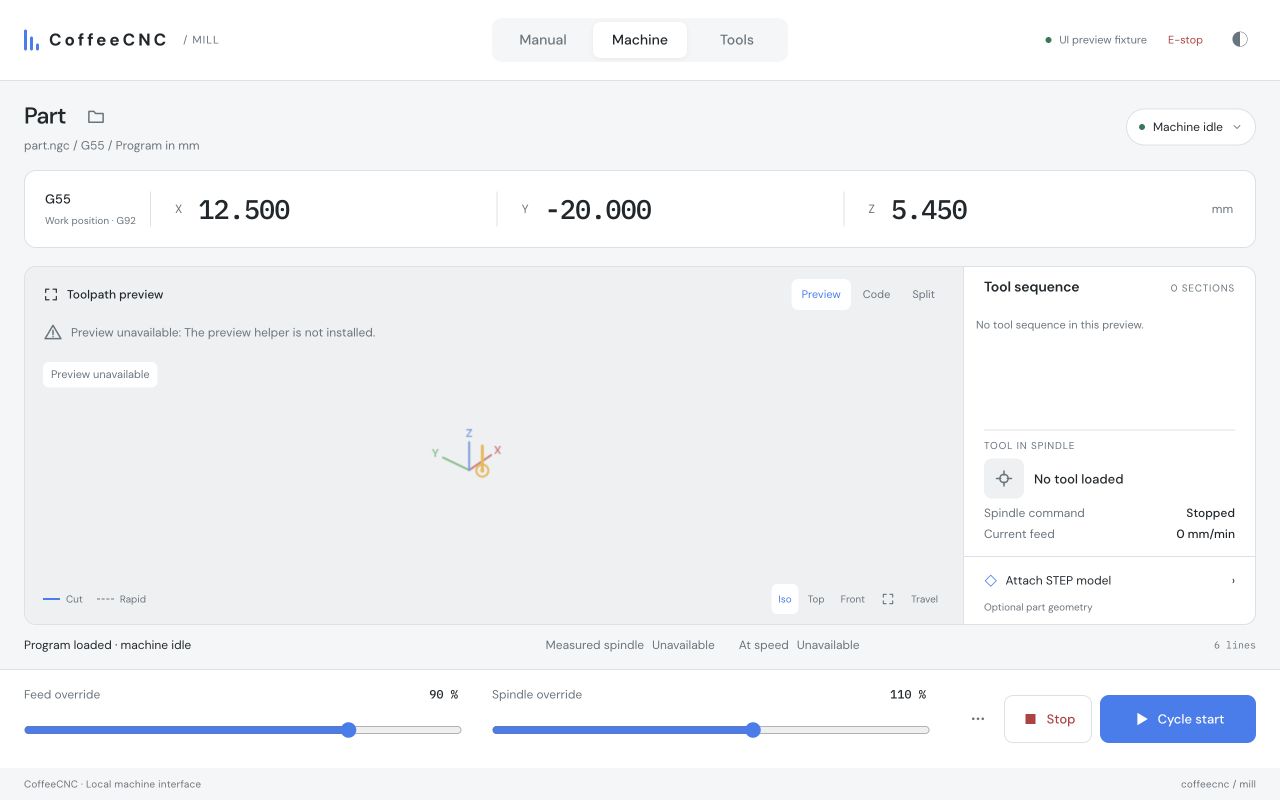 CoffeeCNC / MILL
Manual Machine Tools
UI preview fixture E-stop
Part
part.ngc / G55 / Program in mm
Machine idle
G55
Work position · G92
X 12.500 Y -20.000 Z 5.450 mm
Toolpath preview
Preview Code Split
Preview unavailable: The preview helper is not installed.
Preview unavailable
Z
Y X
Cut Rapid
Iso Top Front Travel
Tool sequence 0 SECTIONS
No tool sequence in this preview.
TOOL IN SPINDLE
No tool loaded
Spindle command Stopped
Current feed 0 mm/min
Attach STEP model ›
Optional part geometry
Program loaded · machine idle
Measured spindle Unavailable At speed Unavailable
6 lines
Feed override 90 %
Spindle override 110 %
··· Stop Cycle start
CoffeeCNC · Local machine interface
coffeecnc / mill